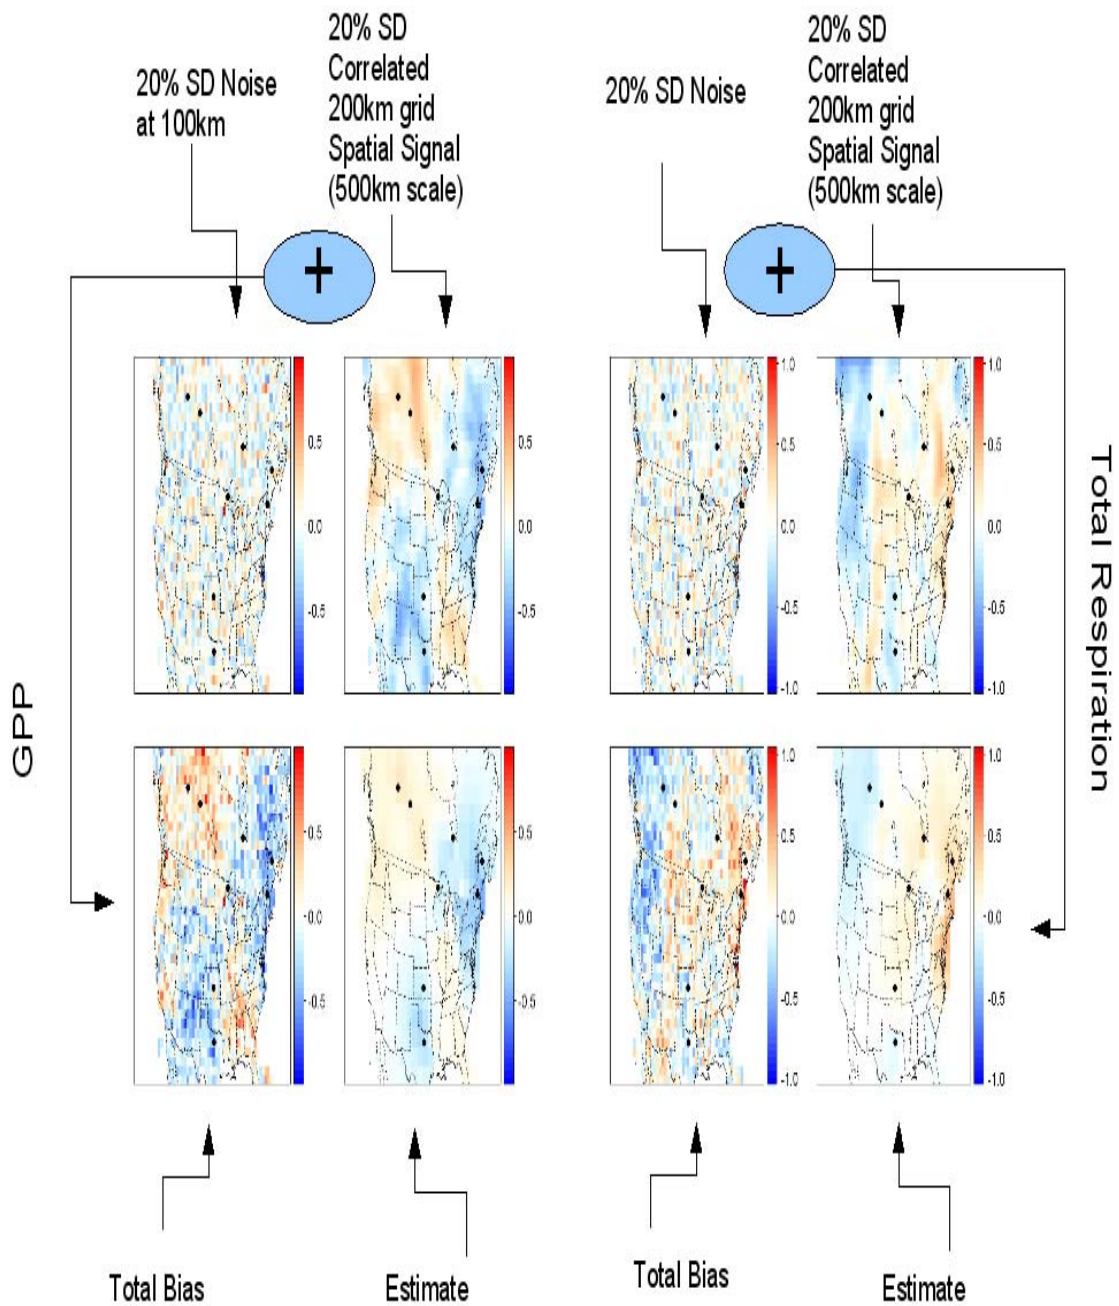 20% SD Noise
at 100km
20% SD
Correlated
200km grid
Spatial Signal
(500km scale)
20% SD Noise
20% SD
Correlated
200km grid
Spatial Signal
(500km scale)
+
+
0.5
0.0
-0.5
0.5
0.0
-0.5
1.0
0.5
0.0
-0.5
-1.0
1.0
0.5
0.0
-0.5
-1.0
GPP
Total Respiration
0.5
0.0
-0.5
0.5
0.0
-0.5
1.0
0.5
0.0
-0.5
-1.0
1.0
0.5
0.0
-0.5
-1.0
Total Bias
Estimate
Total Bias
Estimate